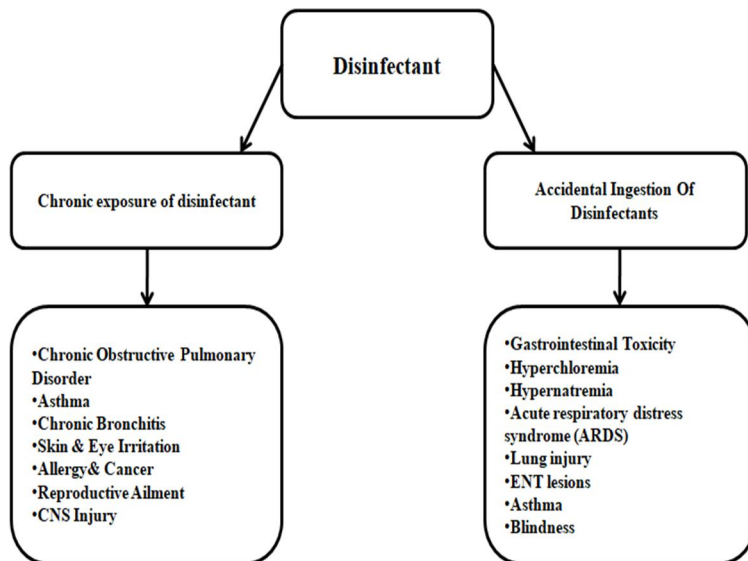 Disinfectant
Chronic exposure of disinfectant
Accidental Ingestion Of
Disinfectants
•Chronic Obstructive Pulmonary
Disorder
•Asthma
•Chronic Bronchitis
•Skin & Eye Irritation
•Allergy& Cancer
•Reproductive Ailment
•CNS Injury
•Gastrointestinal Toxicity
•Hyperchloremia
•Hypernatremia
•Acute respiratory distress
syndrome (ARDS)
•Lung injury
•ENT lesions
•Asthma
•Blindness